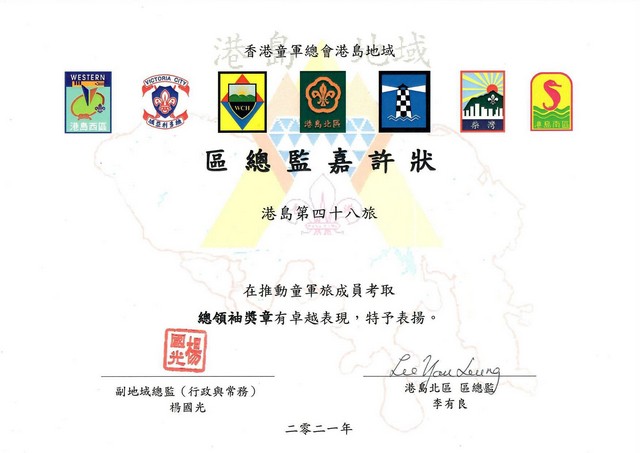 港島地域
香港童軍總會港島地域
WESTERN
港島西區
VICTORIA CITY
城亞利多維
WCH
港島北區
柴灣
港島南區
區總監嘉許狀
港島第四十八旅
在推動童軍旅成員考取
總領袖獎章有卓越表現，特予表揚。
楊國光
Lee Yau Leung
副地域總監（行政與常務）
楊國光
港島北區 區總監
李有良
二零二一年